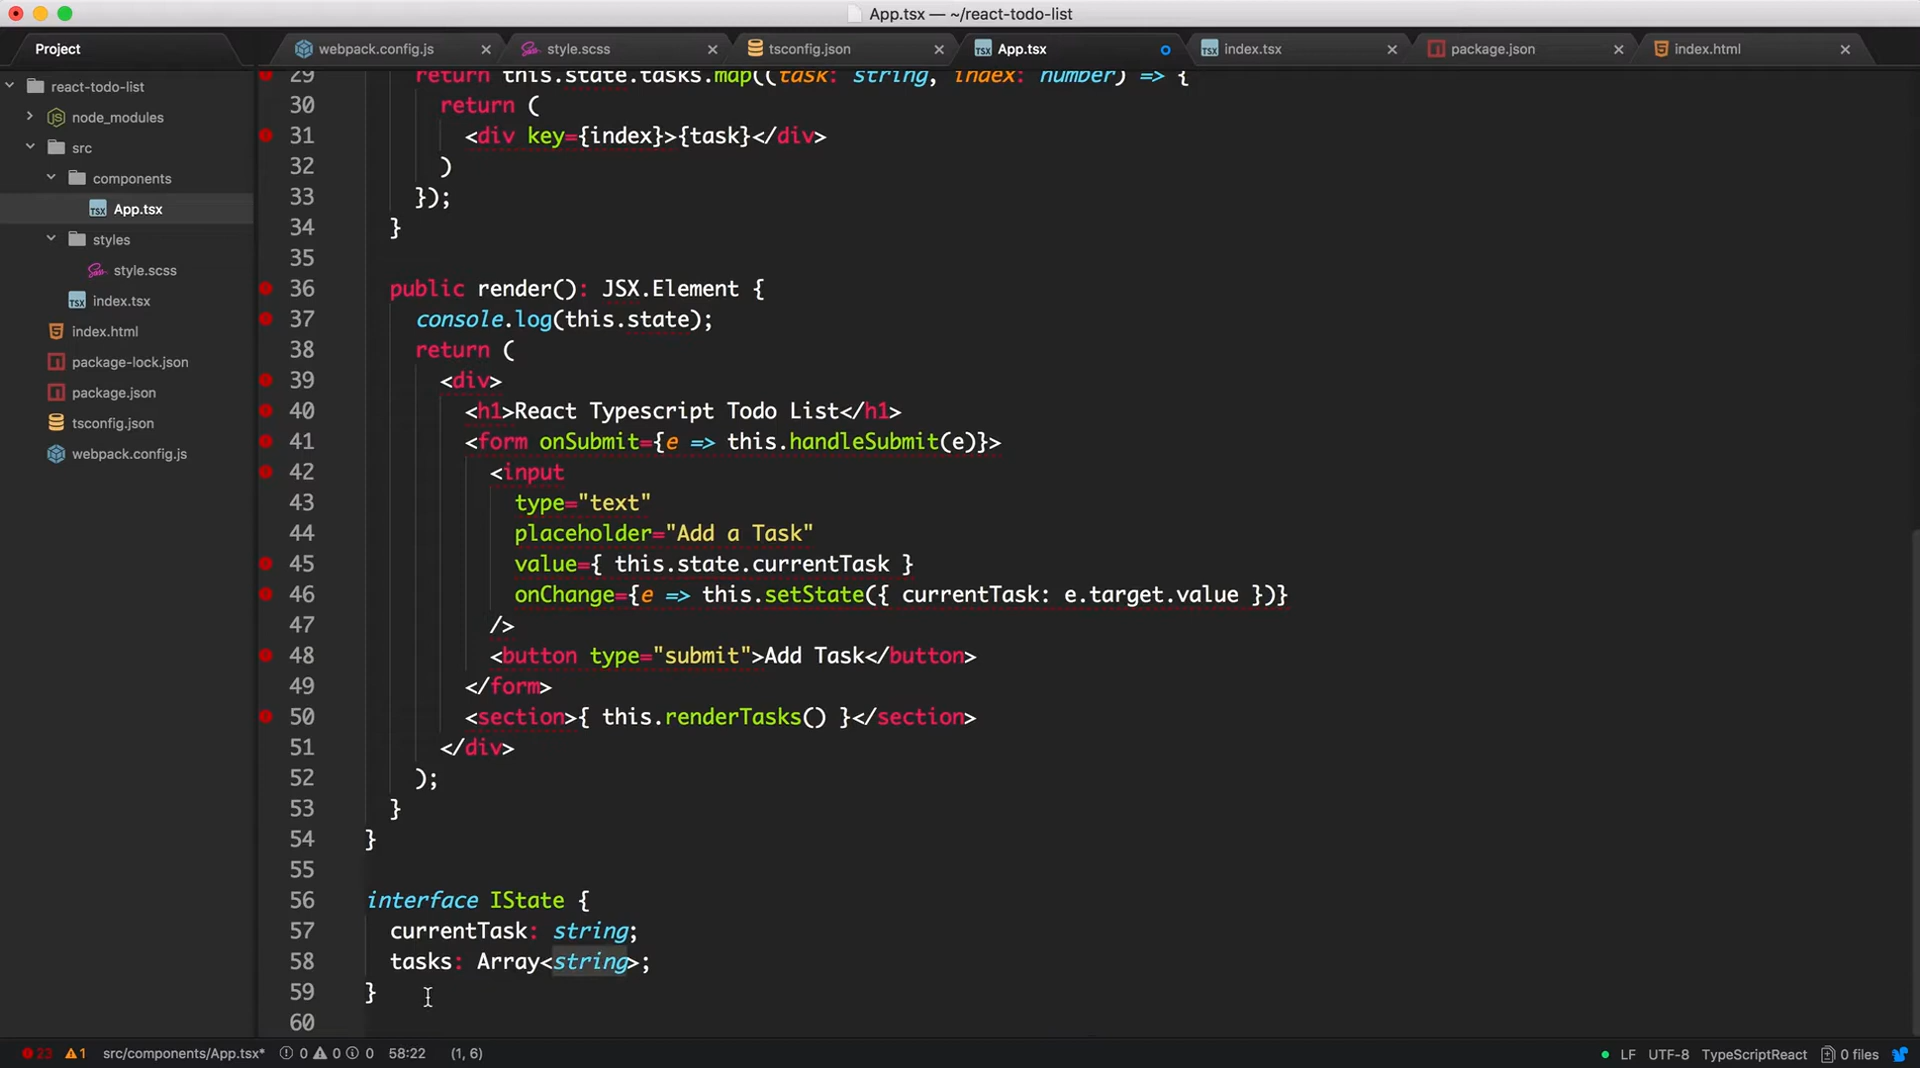 App.tsx — ~/react-todo-list
Project
webpack.config.js
style.scss
tsconfig.json
App.tsx
index.tsx
package.json
index.html
react-todo-list
node_modules
src
components
App.tsx
styles
style.scss
index.tsx
index.html
package-lock.json
package.json
tsconfig.json
webpack.config.js
29 return this.state.tasks.map((task: string, index: number) => {
30 return (
31 <div key={index}>{task}</div>
32 )
33 });
34 }
35
36 public render(): JSX.Element {
37 console.log(this.state);
38 return (
39 <div>
40 <h1>React Typescript Todo List</h1>
41 <form onSubmit={e => this.handleSubmit(e)}>
42 <input
43 type="text"
44 placeholder="Add a Task"
45 value={ this.state.currentTask }
46 onChange={e => this.setState({ currentTask: e.target.value })}
47 />
48 <button type="submit">Add Task</button>
49 </form>
50 <section>{ this.renderTasks() }</section>
51 </div>
52 );
53 }
54 }
55
56 interface IState {
57 currentTask: string;
58 tasks: Array<string>;
59 }
60
23 1 src/components/App.tsx* 0 0 0 58:22 (1, 6) LF UTF-8 TypeScriptReact 0 files